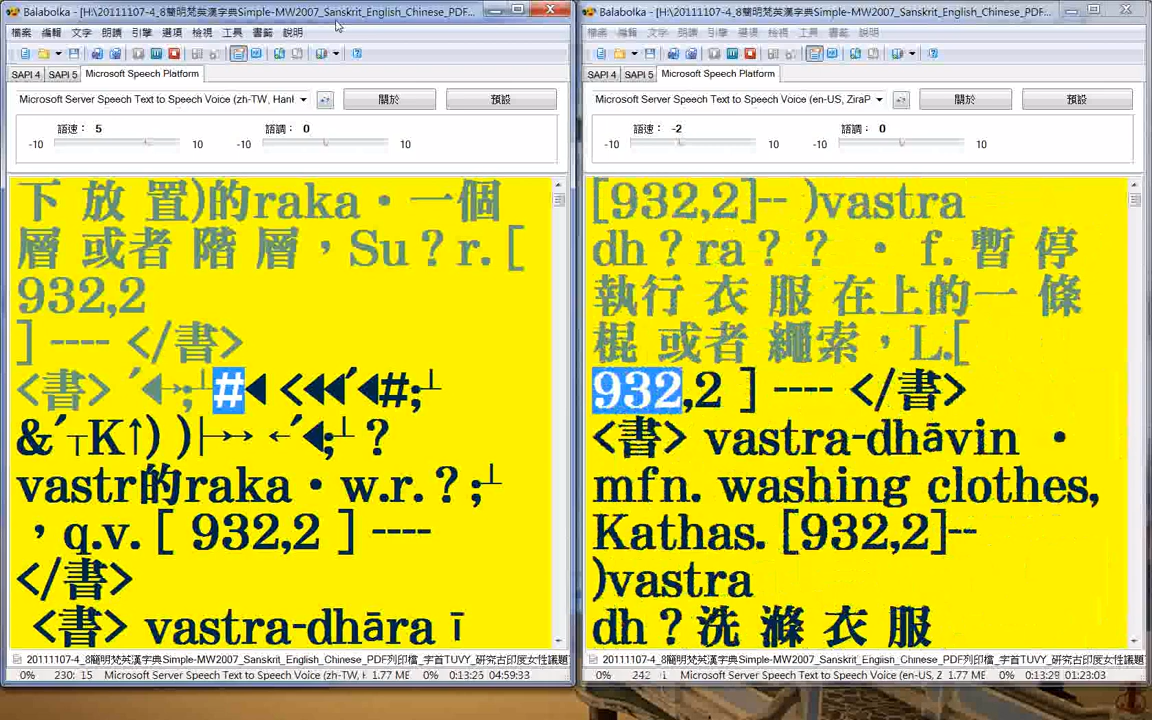 Balabolka - [H:\20111107-4_8簡明梵英漢字典Simple-MW2007_Sanskrit_English_Chinese_PDF...
檔案 編輯 文字 朗讀 引擎 選項 檢視 工具 書籤 說明
SAPI 4 SAPI 5 Microsoft Speech Platform
Microsoft Server Speech Text to Speech Voice (zh-TW, Hanl 關於 預設
語速： 5 語調： 0
-10 10 -10 10
下 放 置)的raka・一個
層 或者 階 層，Su？r. [
932,2
] ---- </書>
<書> #
vastr的raka・w.r.？;┴
，q.v. [ 932,2 ] ----
</書>
<書> vastra-dhāra ī
20111107-4_8簡明梵英漢字典Simple-MW2007_Sanskrit_English_Chinese_PDF列印檔_字首TUVY_研究古印度女性議題
0% 230: 15 Microsoft Server Speech Text to Speech Voice (zh-TW, H 1.77 ME 0% 0:13:25 04:59:33
Balabolka - [H:\20111107-4_8簡明梵英漢字典Simple-MW2007_Sanskrit_English_Chinese_PDF...
檔案 編輯 文字 朗讀 引擎 選項 檢視 工具 書籤 說明
SAPI 4 SAPI 5 Microsoft Speech Platform
Microsoft Server Speech Text to Speech Voice (en-US, ZiraP 關於 預設
語速： -2 語調： 0
-10 10 -10 10
[932,2]-- )vastra
dh？ra？？ ・ f. 暫 停
執行 衣 服 在上的一 條
棍 或者 繩索，L.[
932,2 ] ---- </書>
<書> vastra-dhāvin ・
mfn. washing clothes,
Kathas. [932,2]--
)vastra
dh？洗 滌 衣 服
20111107-4_8簡明梵英漢字典Simple-MW2007_Sanskrit_English_Chinese_PDF列印檔_字首TUVY_研究古印度女性議題
0% 242 Microsoft Server Speech Text to Speech Voice (en-US, Z 1.77 ME 0% 0:13:29 01:23:03